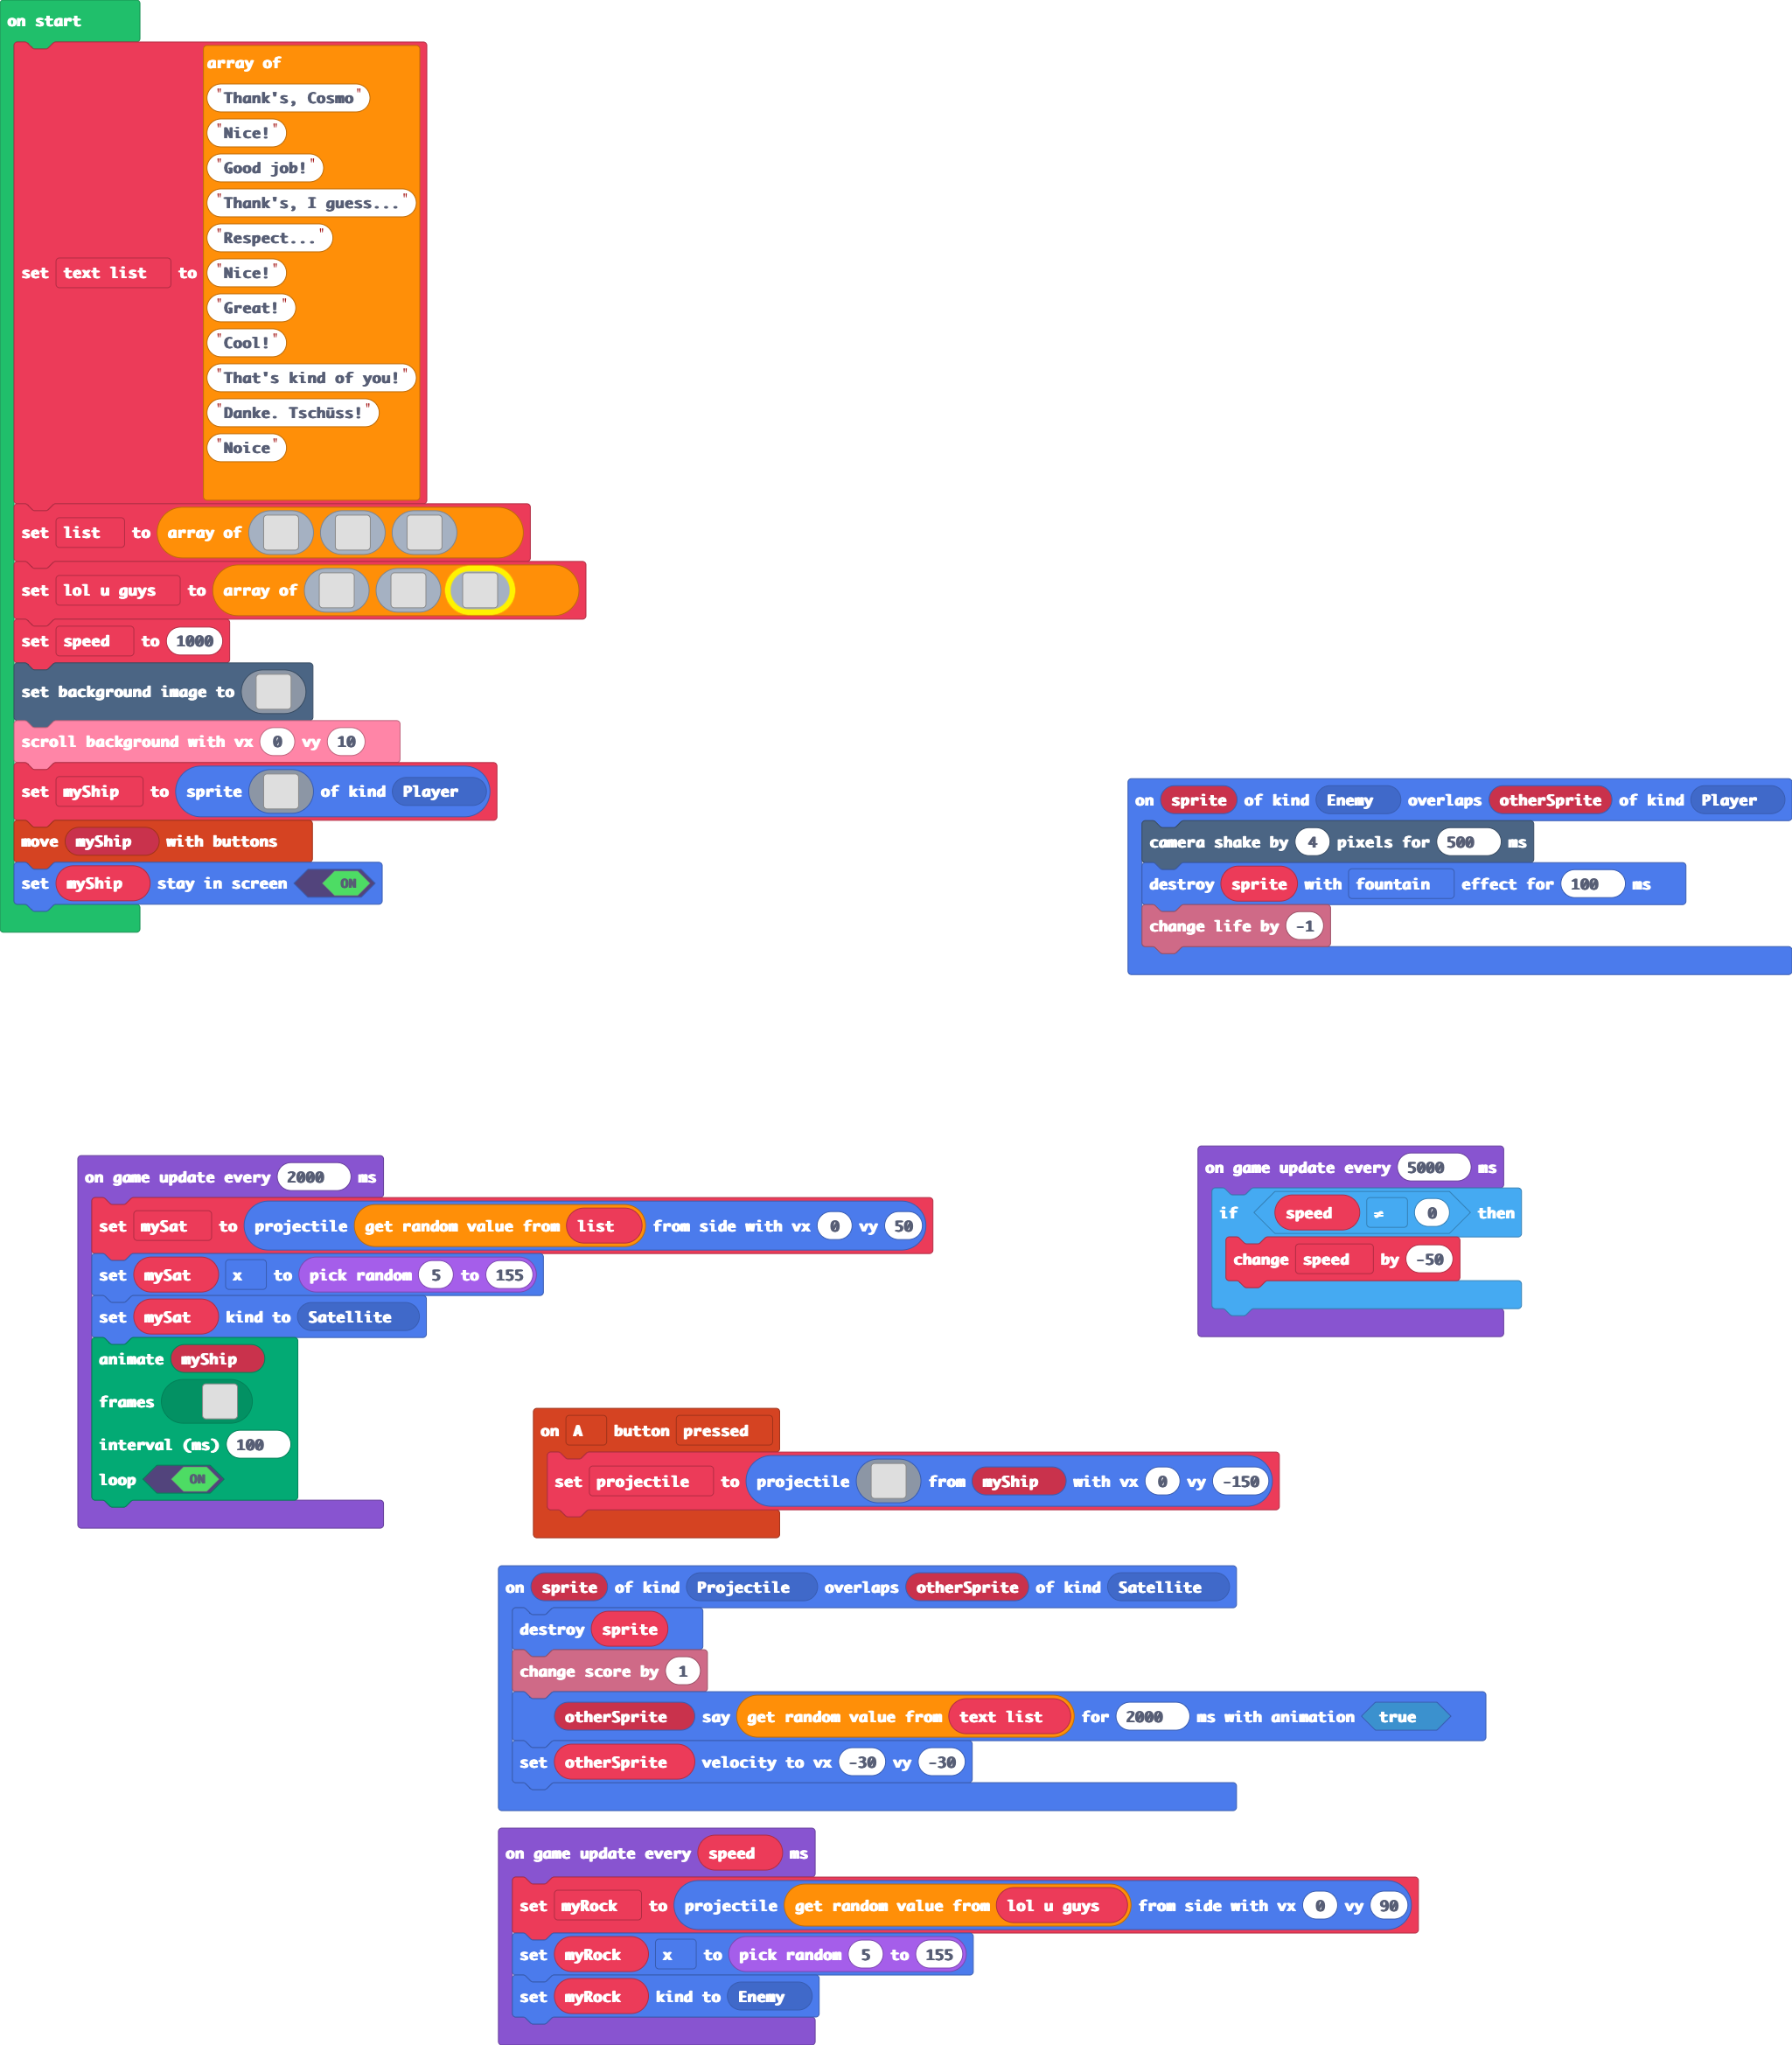 on start
array of
"Thank's, Cosmo"
"Nice!"
"Good job!"
"Thank's, I guess..."
"Respect..."
set text list to "Nice!"
"Great!"
"Cool!"
"That's kind of you!"
"Danke. Tschüss!"
"Noice"
set list to array of
set lol u guys to array of
set speed to 1000
set background image to
scroll background with vx 0 vy 10
set myShip to sprite of kind Player
move myShip with buttons
set myShip stay in screen ON
on sprite of kind Enemy overlaps otherSprite of kind Player
camera shake by 4 pixels for 500 ms
destroy sprite with fountain effect for 100 ms
change life by -1
on game update every 2000 ms
set mySat to projectile get random value from list from side with vx 0 vy 50
set mySat x to pick random 5 to 155
set mySat kind to Satellite
animate myShip
frames
interval (ms) 100
loop ON
on game update every 5000 ms
if speed ≠ 0 then
change speed by -50
on A button pressed
set projectile to projectile from myShip with vx 0 vy -150
on sprite of kind Projectile overlaps otherSprite of kind Satellite
destroy sprite
change score by 1
otherSprite say get random value from text list for 2000 ms with animation true
set otherSprite velocity to vx -30 vy -30
on game update every speed ms
set myRock to projectile get random value from lol u guys from side with vx 0 vy 90
set myRock x to pick random 5 to 155
set myRock kind to Enemy